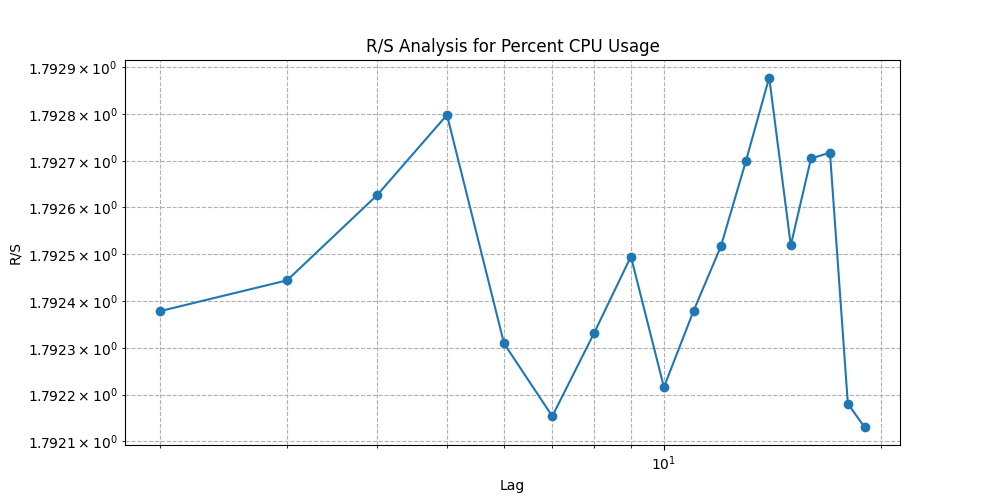 R/S Analysis for Percent CPU Usage
1.7929 × 10⁰
1.7928 × 10⁰
1.7927 × 10⁰
1.7926 × 10⁰
1.7925 × 10⁰
1.7924 × 10⁰
1.7923 × 10⁰
1.7922 × 10⁰
1.7921 × 10⁰
R/S
10¹
Lag